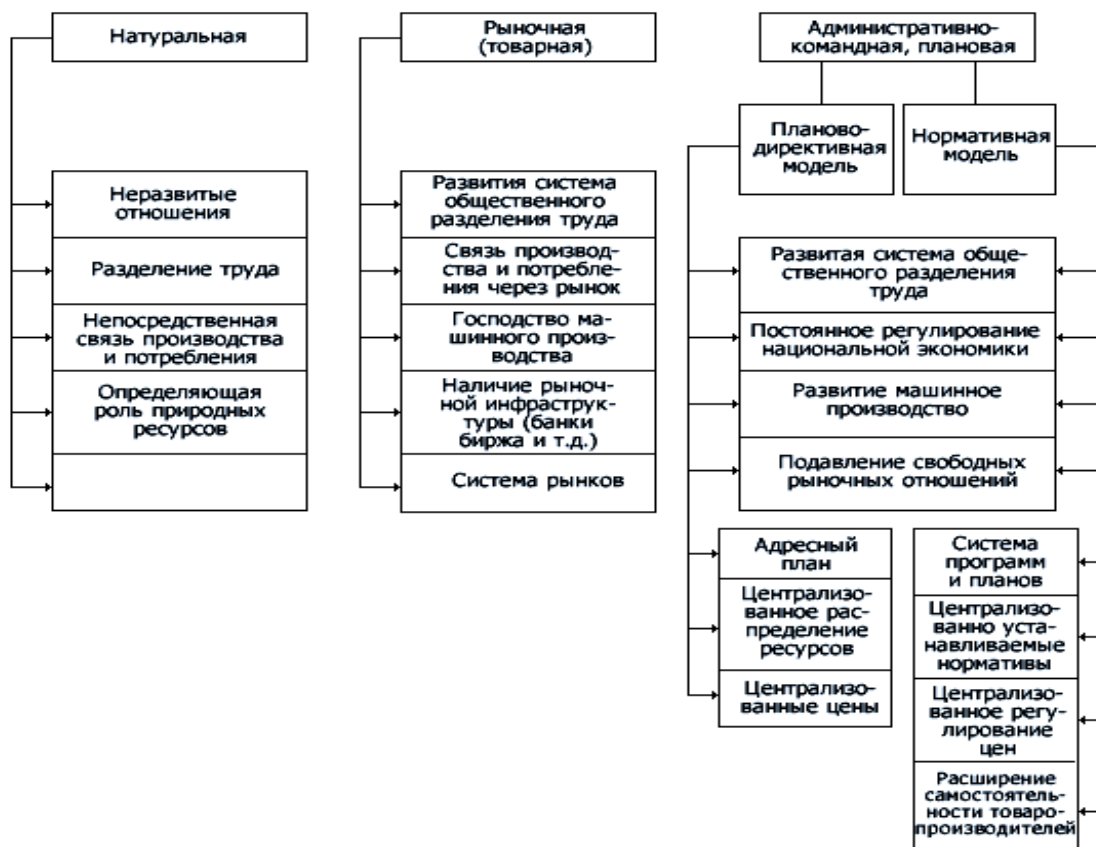 Натуральная
Рыночная
(товарная)
Административно-
командная, плановая
Планово-
директивная
модель
Нормативная
модель
Неразвитые
отношения
Разделение труда
Непосредственная
связь производства
и потребления
Определяющая
роль природных
ресурсов
Развития система
общественного
разделения труда
Связь производ-
ства и потребле-
ния через рынок
Господство ма-
шинного произ-
водства
Наличие рыноч-
ной инфраструк-
туры (банки
биржа и т.д.)
Система рынков
Развитая система обще-
ественного разделения
труда
Постоянное регулирование
национальной экономики
Развитие машинное
производство
Подавление свободных
рыночных отношений
Адресный
план
Централизо-
ванное рас-
пределение
ресурсов
Централизо-
ванные цены
Система
программ
и планов
Централизо-
ванно уста-
навливаемые
нормативы
Централизо-
ванное регу-
лирование
цен
Расширение
самостоятель-
ности товаро-
производителей